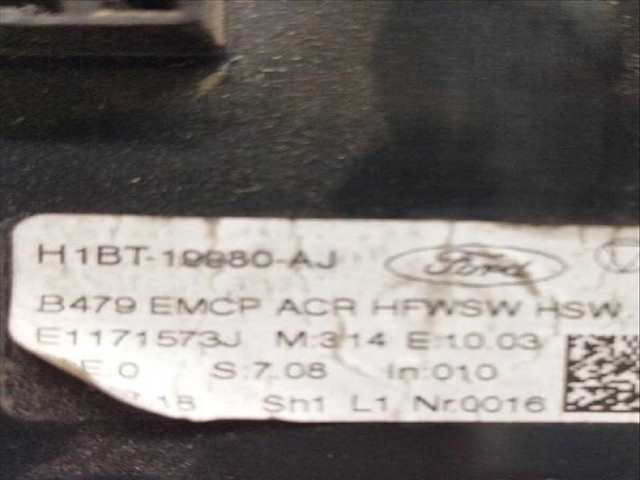 H1BT-19980-AJ Ford
B479 EMCP ACR HFWSW HSW
E1171573J M:314 E:10.03
E 0 S:7.08 In:010
.18 Sh1 L1 Nr.0016